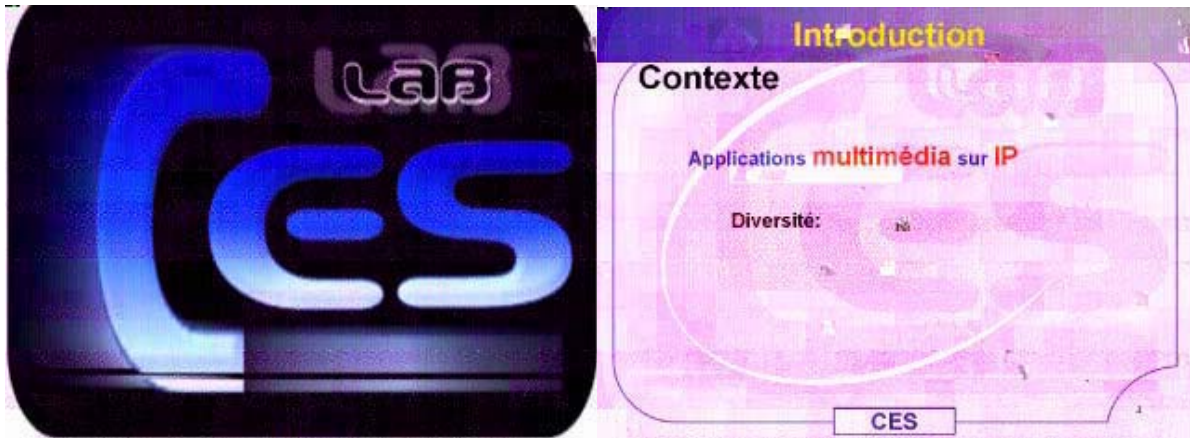 LAB
CES
Introduction
Contexte
Applications multimédia sur IP
Diversité:
CES